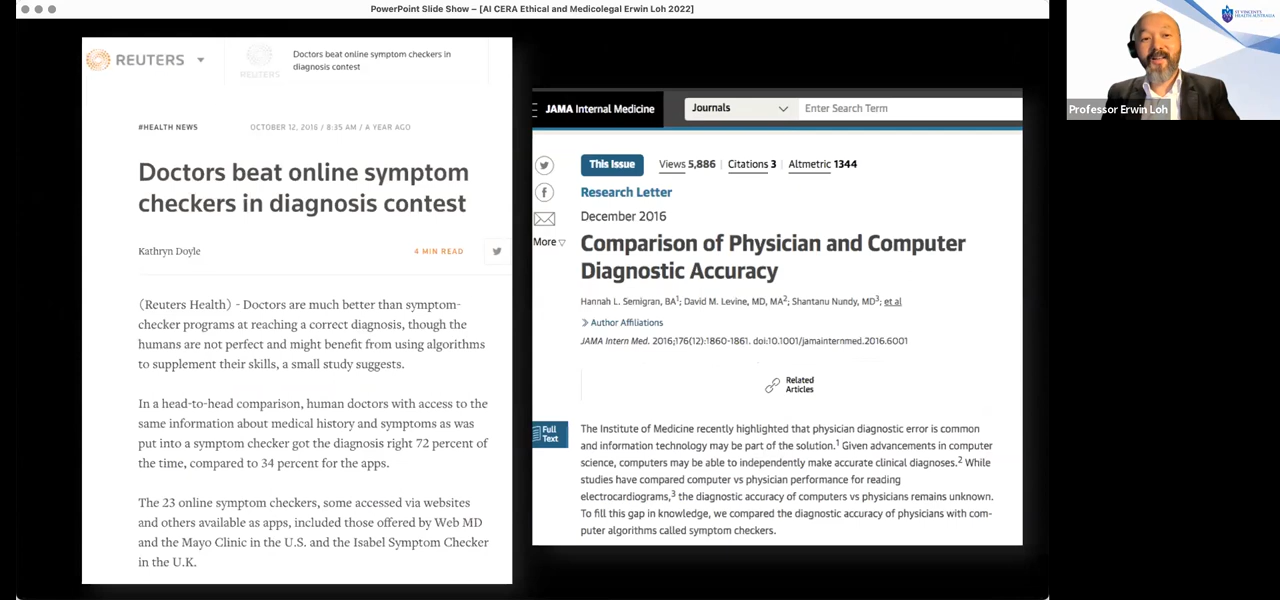 PowerPoint Slide Show - [AI CERA Ethical and Medicolegal Erwin Loh 2022]
REUTERS
REUTERS
Doctors beat online symptom checkers in
diagnosis contest
#HEALTH NEWS
OCTOBER 12, 2016 / 8:35 AM / A YEAR AGO
Doctors beat online symptom
checkers in diagnosis contest
Kathryn Doyle
4 MIN READ
(Reuters Health) - Doctors are much better than symptom-
checker programs at reaching a correct diagnosis, though the
humans are not perfect and might benefit from using algorithms
to supplement their skills, a small study suggests.
In a head-to-head comparison, human doctors with access to the
same information about medical history and symptoms as was
put into a symptom checker got the diagnosis right 72 percent of
the time, compared to 34 percent for the apps.
The 23 online symptom checkers, some accessed via websites
and others available as apps, included those offered by Web MD
and the Mayo Clinic in the U.S. and the Isabel Symptom Checker
in the U.K.
JAMA Internal Medicine
Journals
Enter Search Term
This Issue
Views 5,886 | Citations 3 | Altmetric 1344
Research Letter
December 2016
More
Comparison of Physician and Computer
Diagnostic Accuracy
Hannah L. Semigran, BA1; David M. Levine, MD, MA2; Shantanu Nundy, MD3; et al
Author Affiliations
JAMA Intern Med. 2016;176(12):1860-1861. doi:10.1001/jamainternmed.2016.6001
Related
Articles
Full
Text
The Institute of Medicine recently highlighted that physician diagnostic error is common
and information technology may be part of the solution.1 Given advancements in computer
science, computers may be able to independently make accurate clinical diagnoses.2 While
studies have compared computer vs physician performance for reading
electrocardiograms,3 the diagnostic accuracy of computers vs physicians remains unknown.
To fill this gap in knowledge, we compared the diagnostic accuracy of physicians with com-
puter algorithms called symptom checkers.
ST VINCENT'S
HEALTH AUSTRALIA
Professor Erwin Loh